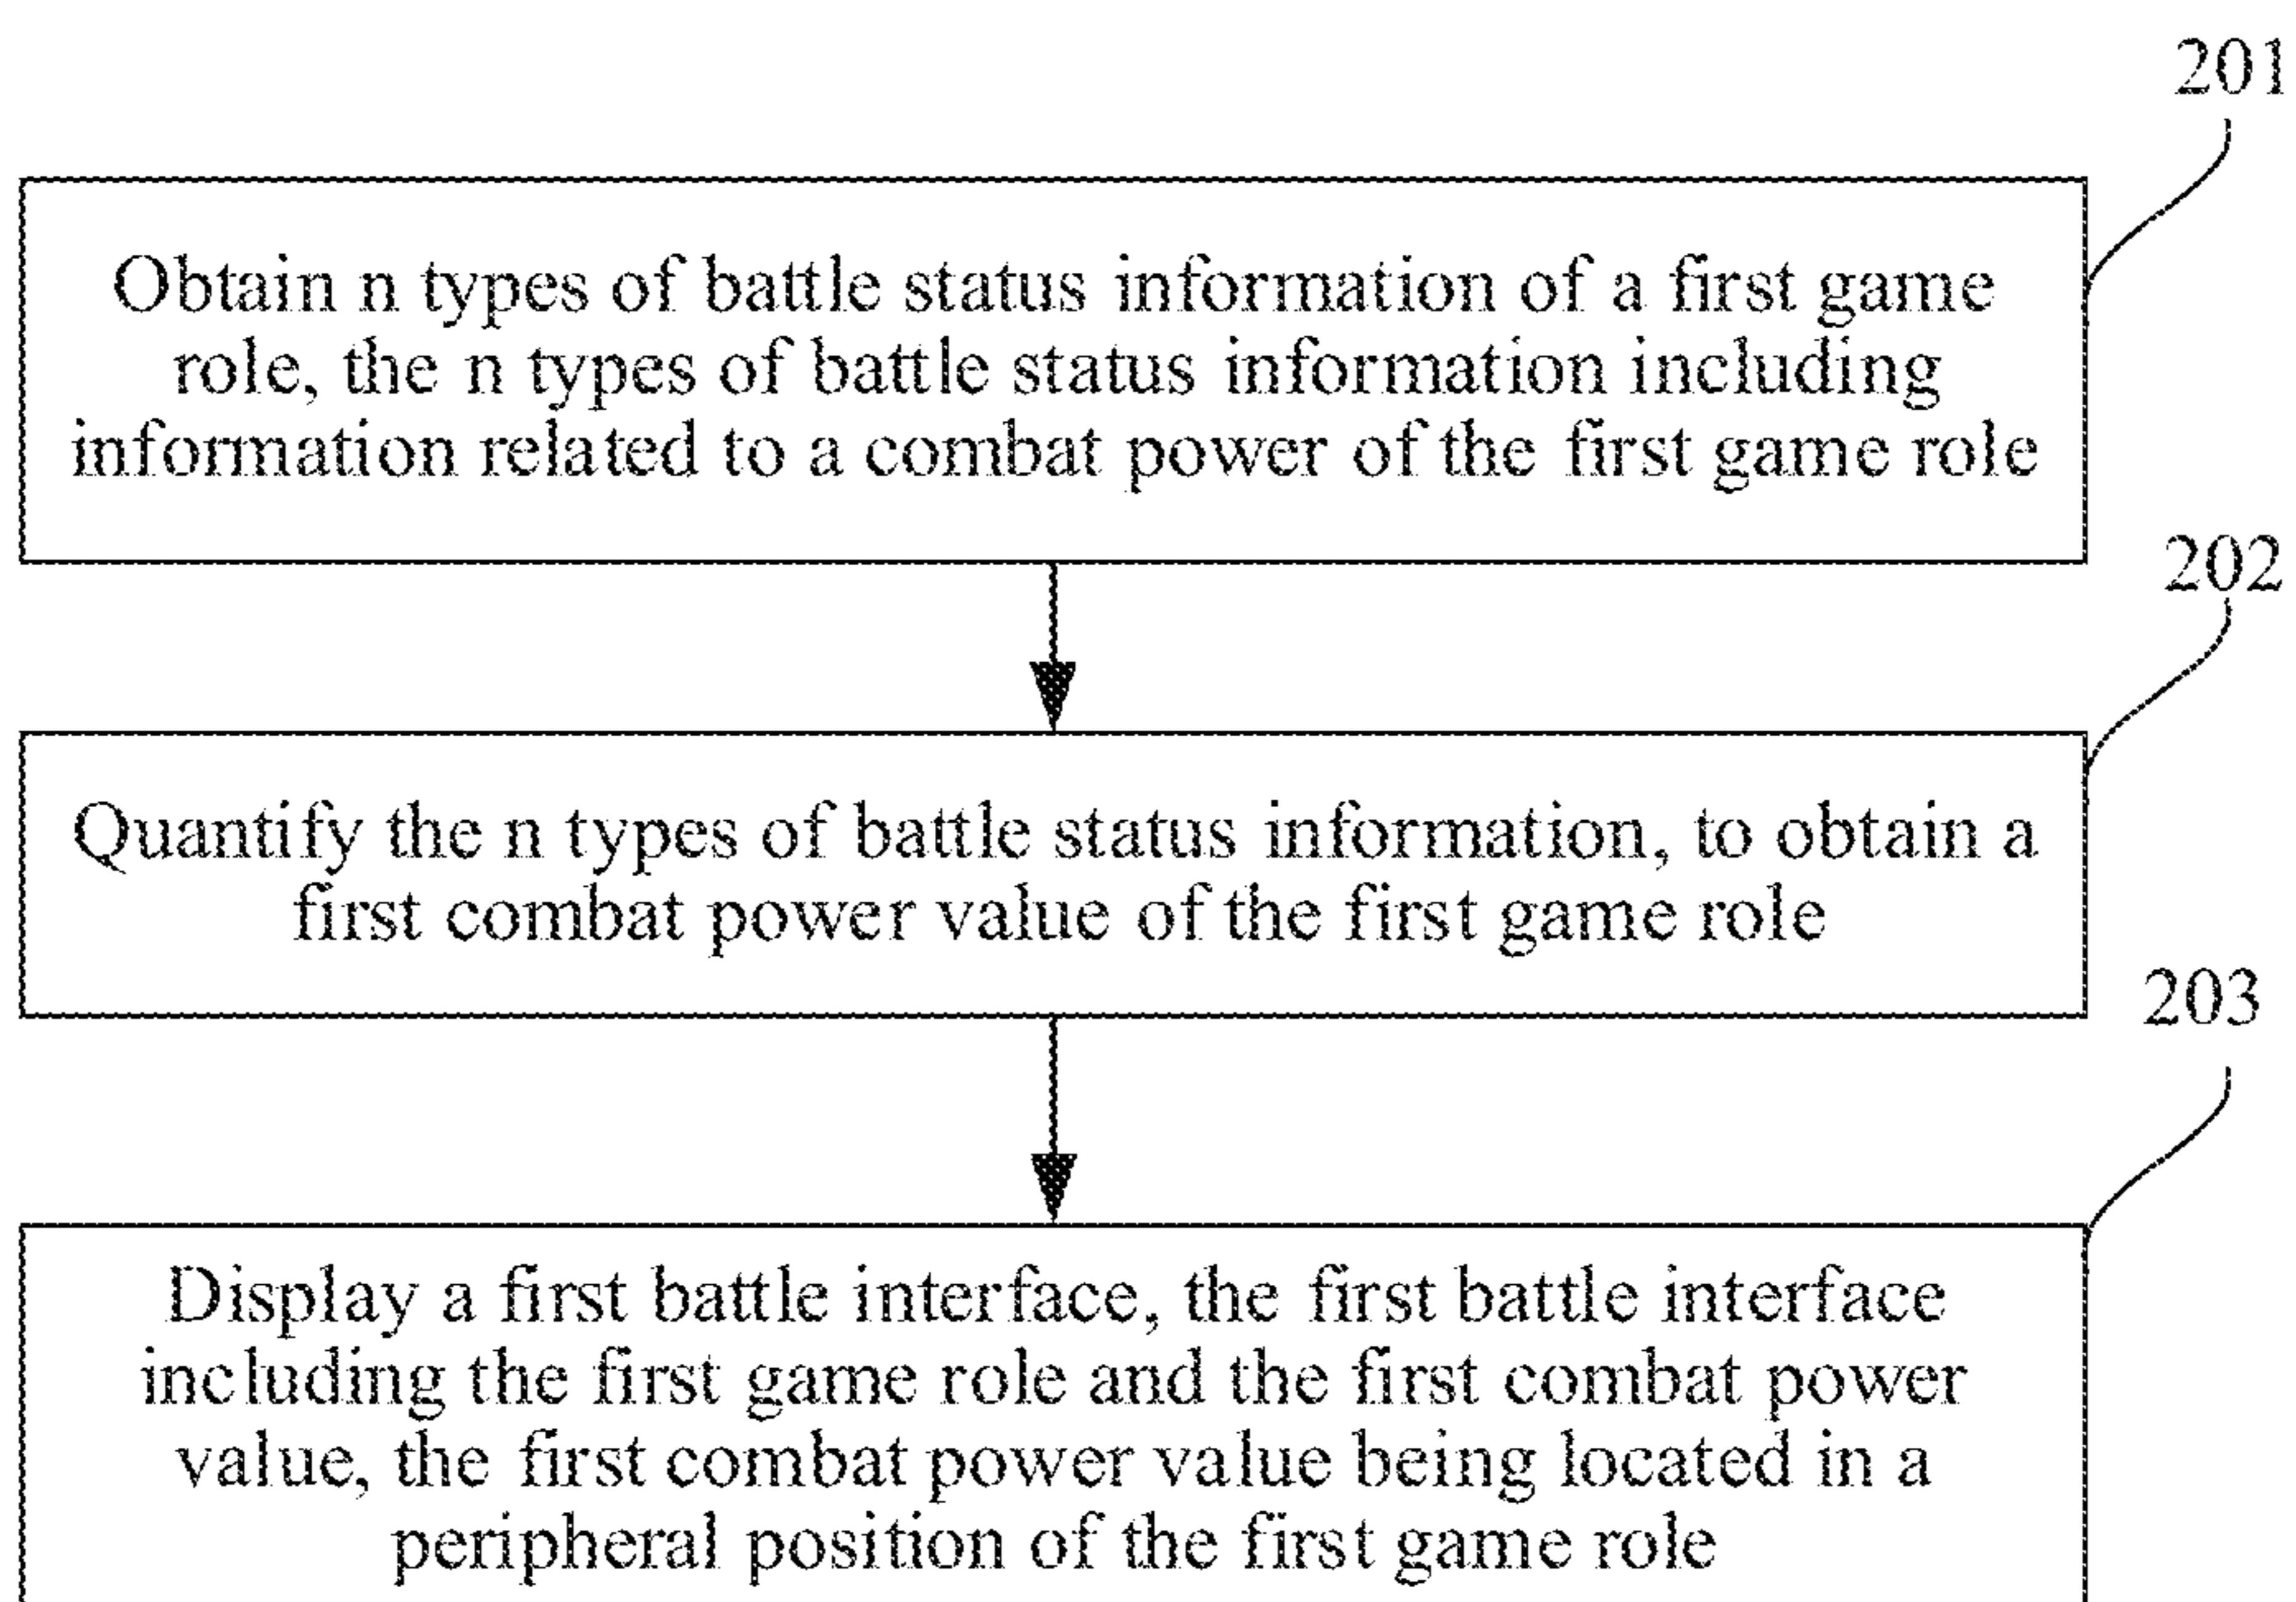 201
Obtain n types of battle status information of a first game
role, the n types of battle status information including
information related to a combat power of the first game role
202
Quantify the n types of battle status information, to obtain a
first combat power value of the first game role
203
Display a first battle interface, the first battle interface
including the first game role and the first combat power
value, the first combat power value being located in a
peripheral position of the first game role